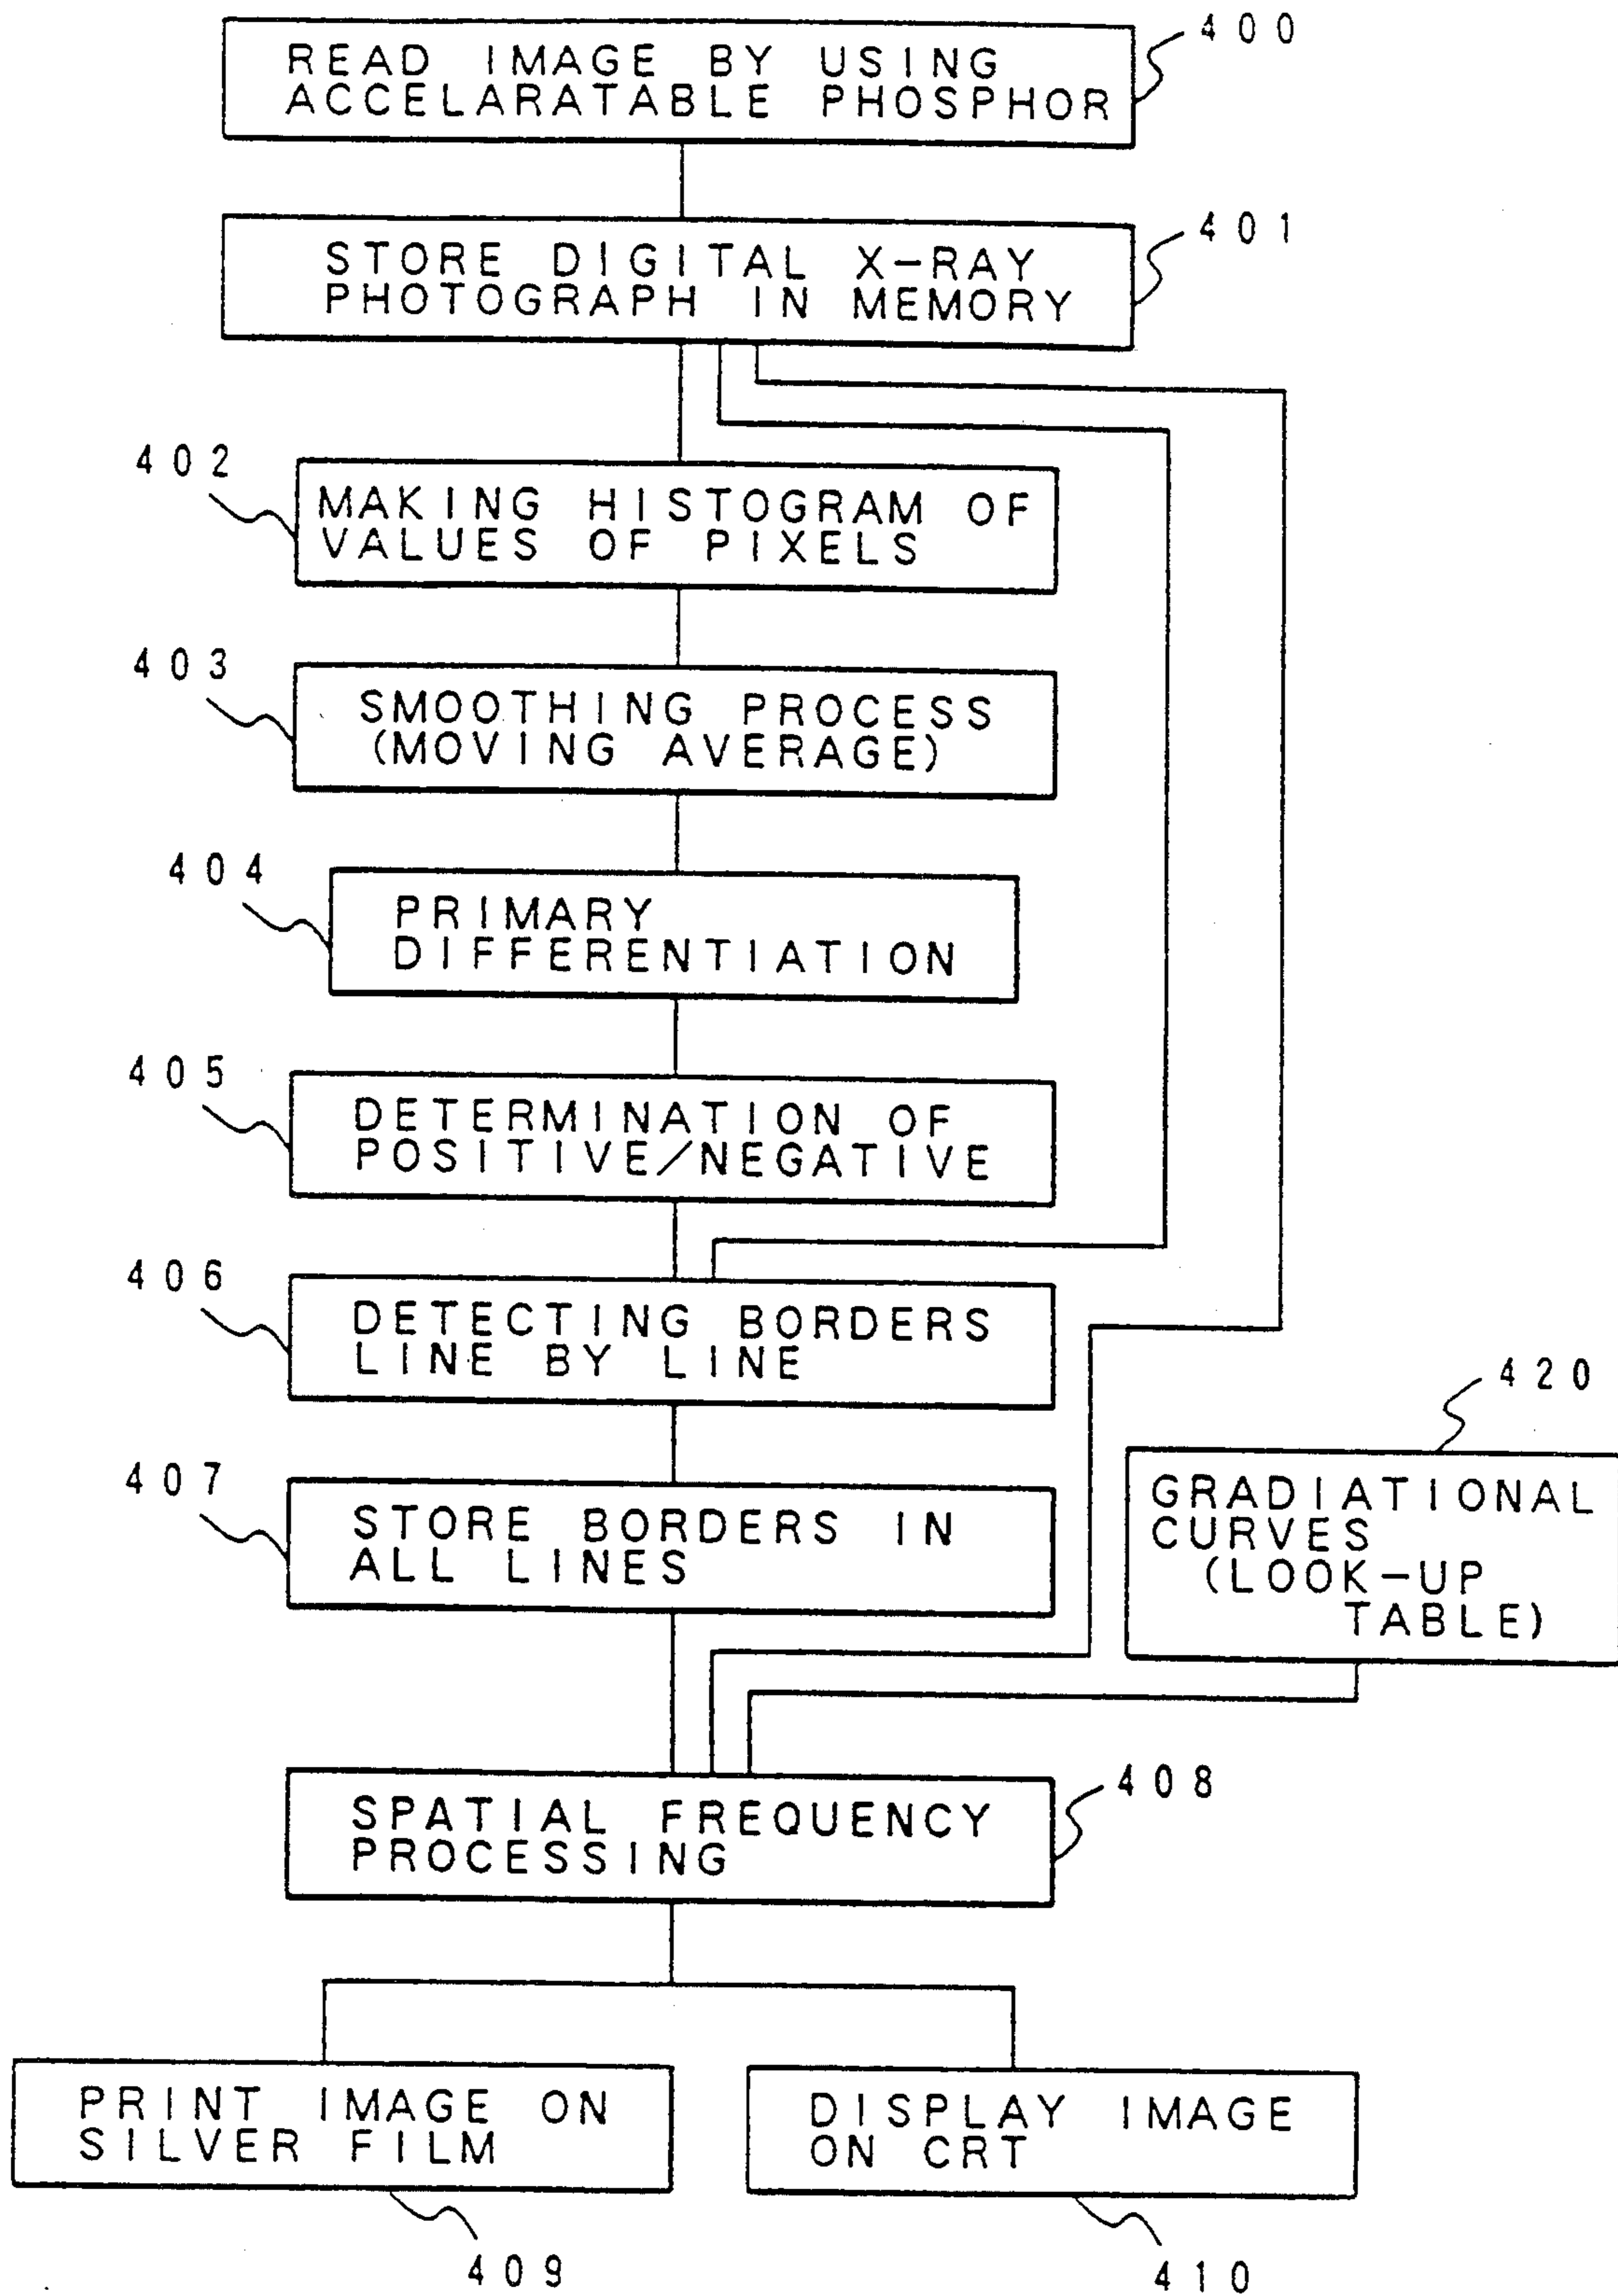 400
READ IMAGE BY USING
ACCELARATABLE PHOSPHOR
401
STORE DIGITAL X-RAY
PHOTOGRAPH IN MEMORY
402
MAKING HISTOGRAM OF
VALUES OF PIXELS
403
SMOOTHING PROCESS
(MOVING AVERAGE)
404
PRIMARY
DIFFERENTIATION
405
DETERMINATION OF
POSITIVE/NEGATIVE
406
DETECTING BORDERS
LINE BY LINE
420
GRADIATIONAL
CURVES
(LOOK-UP
TABLE)
407
STORE BORDERS IN
ALL LINES
408
SPATIAL FREQUENCY
PROCESSING
PRINT IMAGE ON
SILVER FILM
409
DISPLAY IMAGE
ON CRT
410